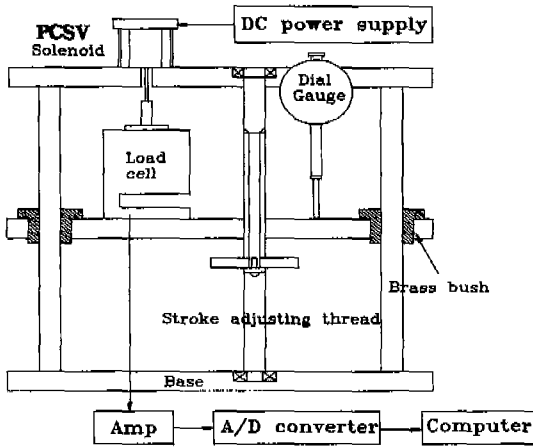 PCSV
Solenoid
DC power supply
Dial
Gauge
Load
cell
Brass bush
Stroke adjusting thread
Base
Amp
A/D converter
Computer